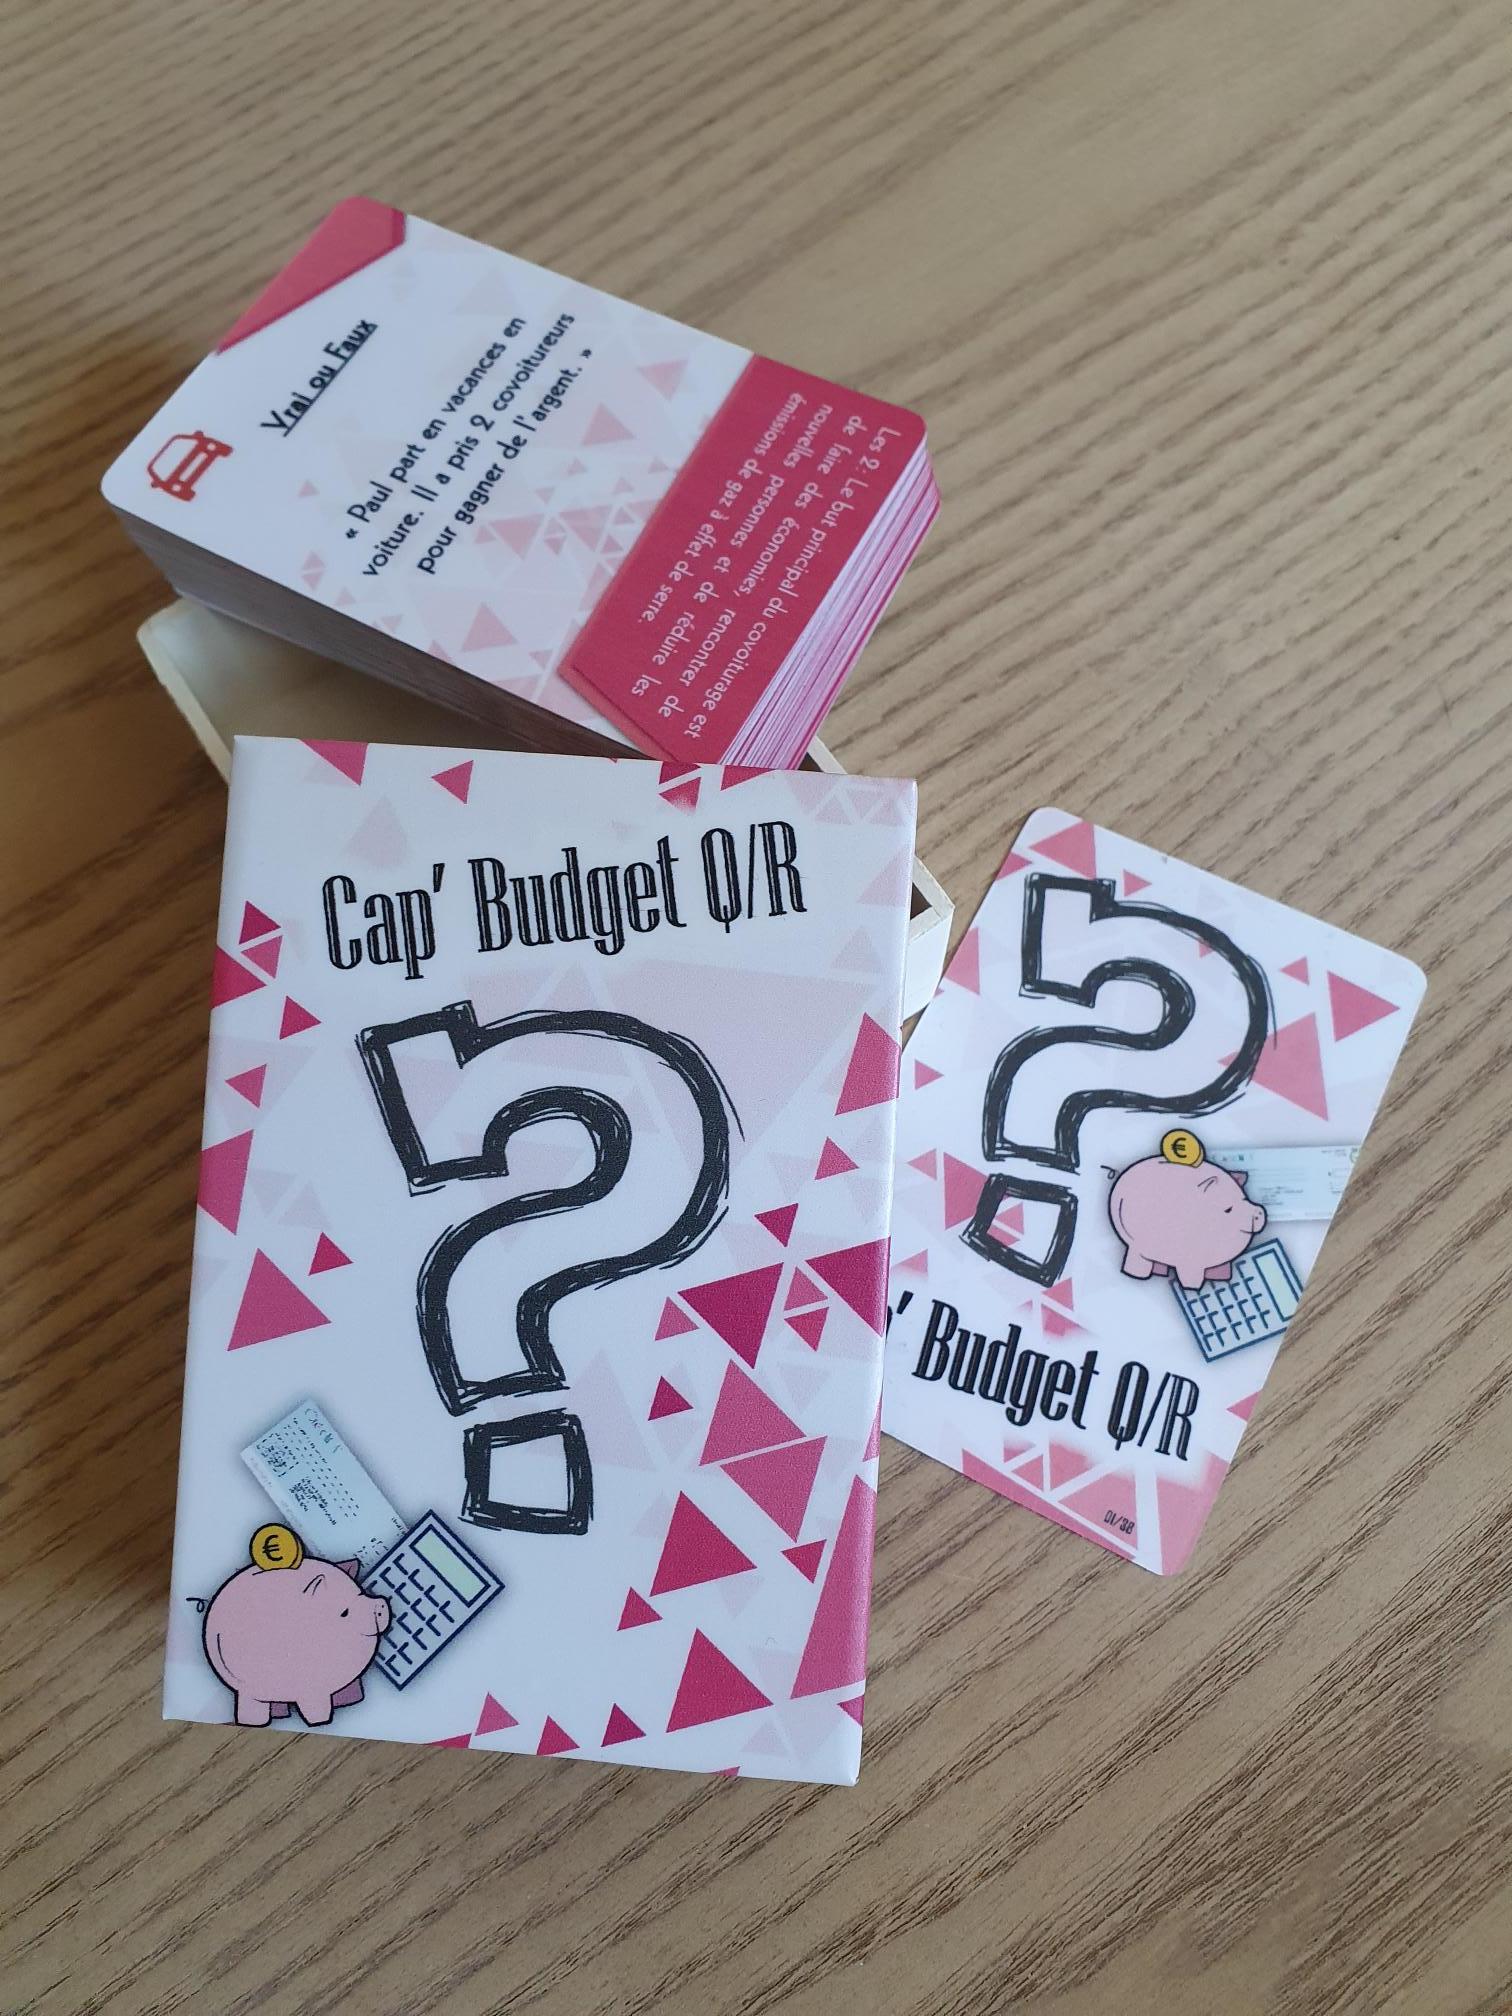 Vrai ou Faux
« Paul part en vacances en
voiture. Il a pris 2 covoitureurs
pour gagner de l'argent. »
Les 2 : Le but principal du covoiturage est
de faire des économies, rencontrer de
nouvelles personnes et de réduire les
émissions de gaz à effet de serre.
Cap' Budget Q/R
€
€
' Budget Q/R
01/38